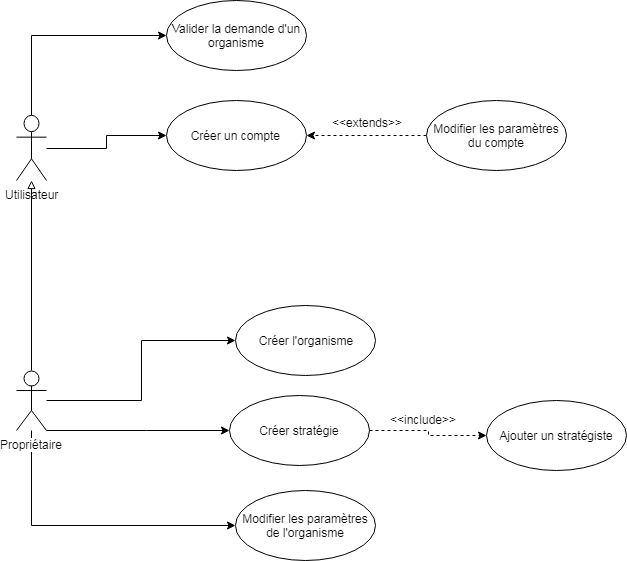 Valider la demande d'un
organisme
Créer un compte
<<extends>>
Modifier les paramètres
du compte
Utilisateur
Créer l'organisme
Créer stratégie
<<include>>
Ajouter un stratégiste
Propriétaire
Modifier les paramètres
de l'organisme